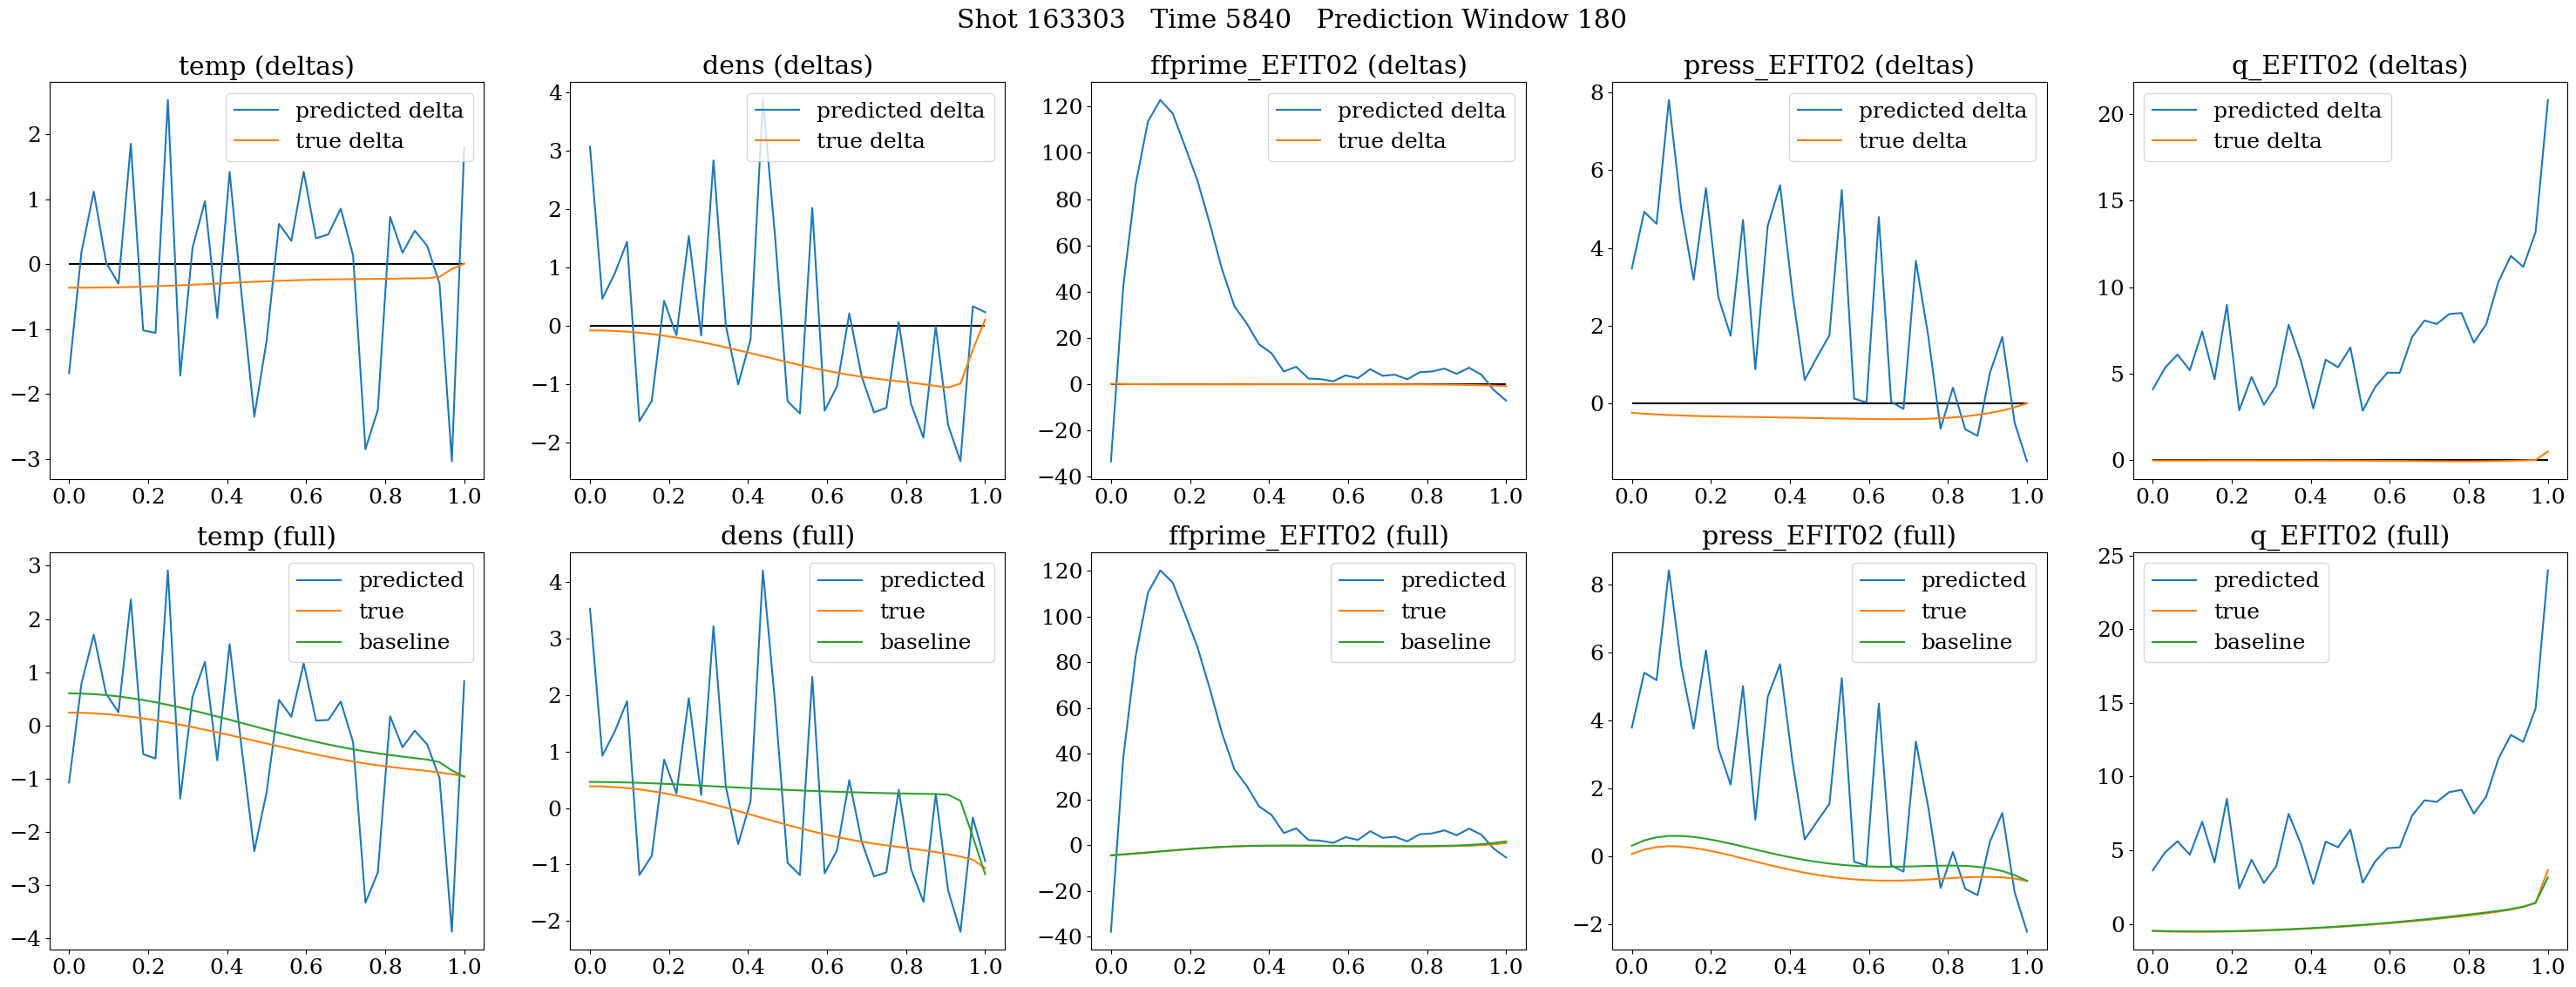 Shot 163303   Time 5840   Prediction Window 180
temp (deltas)
predicted delta
true delta
2
1
0
−1
−2
−3
0.0 0.2 0.4 0.6 0.8 1.0
dens (deltas)
predicted delta
true delta
4
3
2
1
0
−1
−2
0.0 0.2 0.4 0.6 0.8 1.0
ffprime_EFIT02 (deltas)
predicted delta
true delta
120
100
80
60
40
20
0
−20
−40
0.0 0.2 0.4 0.6 0.8 1.0
press_EFIT02 (deltas)
predicted delta
true delta
8
6
4
2
0
0.0 0.2 0.4 0.6 0.8 1.0
q_EFIT02 (deltas)
predicted delta
true delta
20
15
10
5
0
0.0 0.2 0.4 0.6 0.8 1.0
temp (full)
predicted
true
baseline
3
2
1
0
−1
−2
−3
−4
0.0 0.2 0.4 0.6 0.8 1.0
dens (full)
predicted
true
baseline
4
3
2
1
0
−1
−2
0.0 0.2 0.4 0.6 0.8 1.0
ffprime_EFIT02 (full)
predicted
true
baseline
120
100
80
60
40
20
0
−20
−40
0.0 0.2 0.4 0.6 0.8 1.0
press_EFIT02 (full)
predicted
true
baseline
8
6
4
2
0
−2
0.0 0.2 0.4 0.6 0.8 1.0
q_EFIT02 (full)
predicted
true
baseline
25
20
15
10
5
0
0.0 0.2 0.4 0.6 0.8 1.0